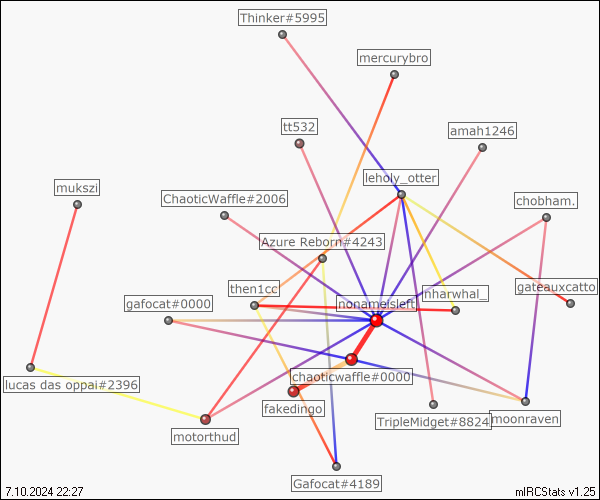 Thinker#5995
mercurybro
tt532
amah1246
leholy_otter
mukszi
ChaoticWaffle#2006
chobham.
Azure Reborn#4243
then1cc
nharwhal_
gateauxcatto
gafocat#0000
nonameisleft
chaoticwaffle#0000
lucas das oppai#2396
fakedingo
TripleMidget#8824
moonraven
motorthud
Gafocat#4189
7.10.2024 22:27
mIRCStats v1.25